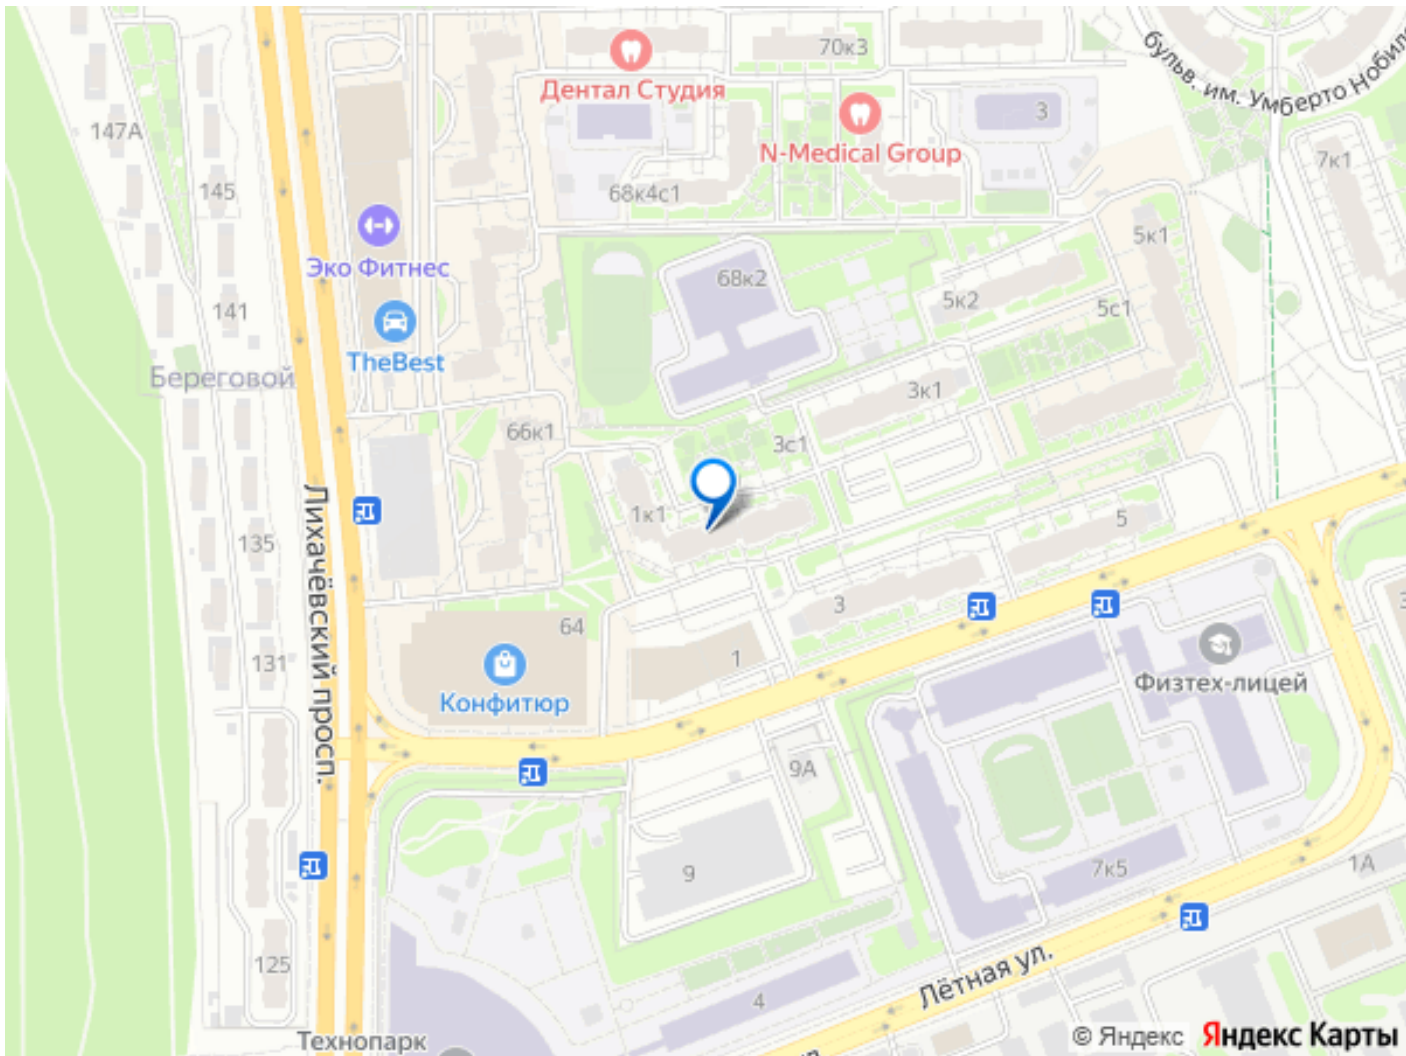 70к3
бульв. им. Умберто Нобиле
Дентал Студия
147А
3
N-Medical Group
7к1
145
68к4с1
5к1
Эко Фитнес
68к2
5к2
5с1
141
TheBest
Береговой
3к1
66к1
3с1
1к1
5
Лихачёвский просп.
135
3
64
1
131
Физтех-лицей
Конфитюр
9А
9
7к5
1А
125
4
Лётная ул.
Технопарк
© Яндекс Яндекс Карты